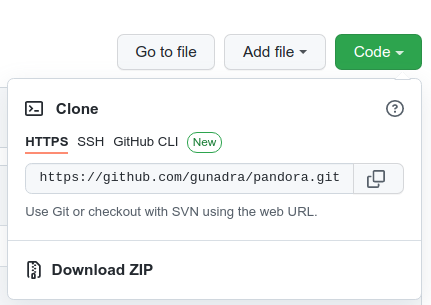 Go to file Add file Code
Clone
HTTPS SSH GitHub CLI New
https://github.com/gunadra/pandora.git
Use Git or checkout with SVN using the web URL.
Download ZIP